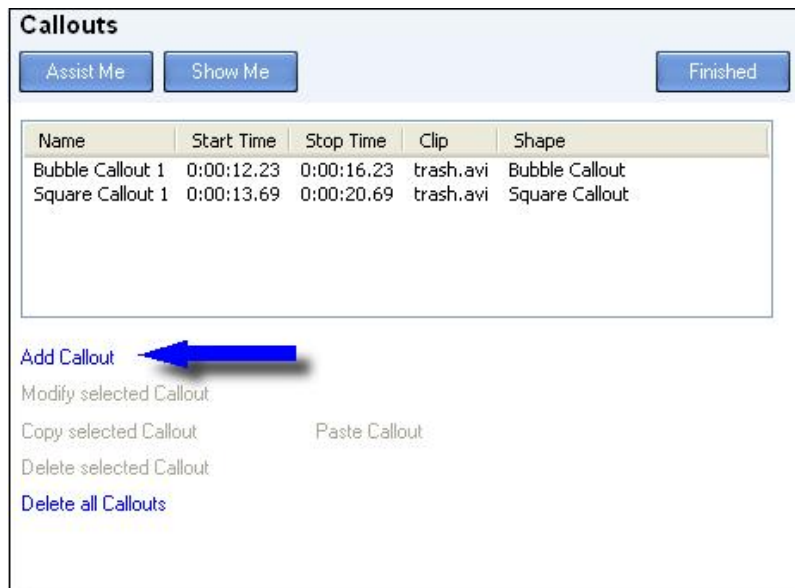 Callouts
Assist Me Show Me Finished
Name Start Time Stop Time Clip Shape
Bubble Callout 1 0:00:12.23 0:00:16.23 trash.avi Bubble Callout
Square Callout 1 0:00:13.69 0:00:20.69 trash.avi Square Callout
Add Callout
Modify selected Callout
Copy selected Callout Paste Callout
Delete selected Callout
Delete all Callouts